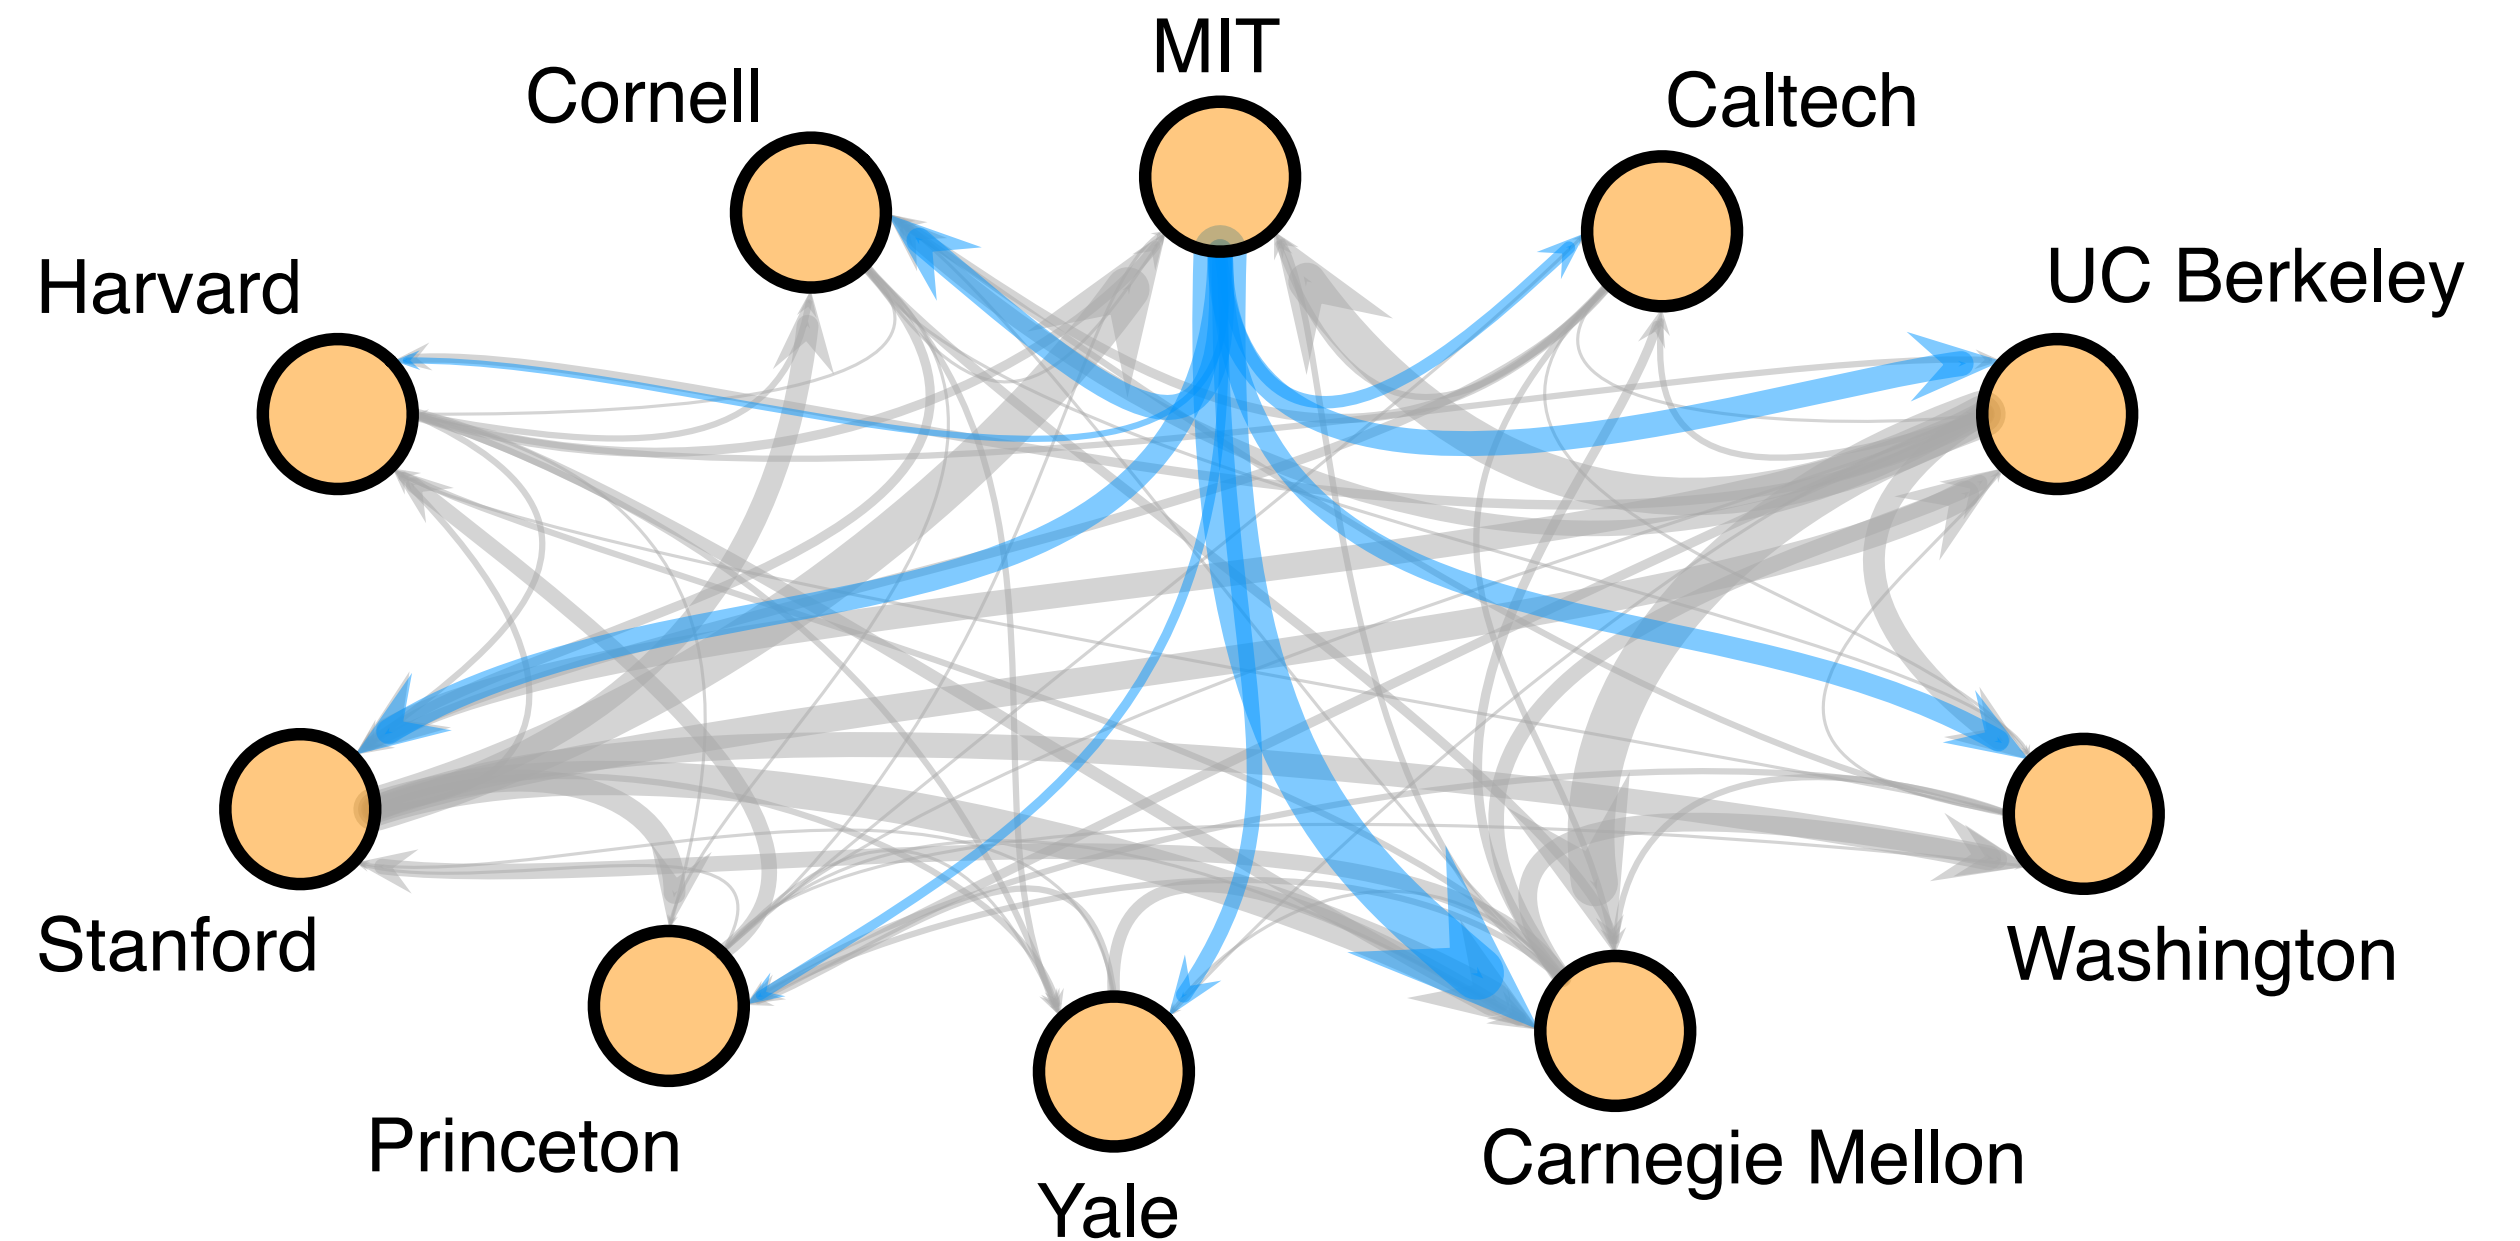 MIT
Cornell
Caltech
Harvard
UC Berkeley
Stanford
Washington
Princeton
Carnegie Mellon
Yale